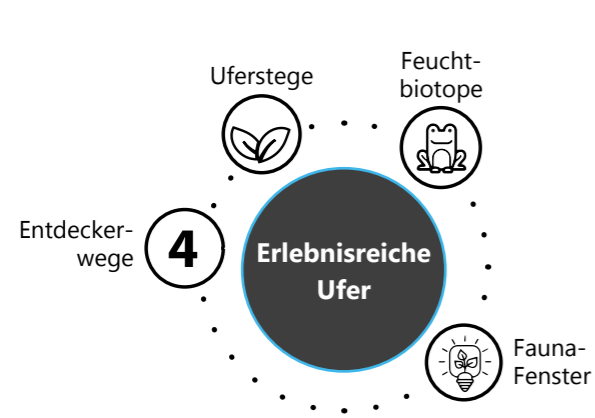 Feucht-
biotope
Uferstege
Entdecker-
wege
4
Erlebnisreiche
Ufer
Fauna-
Fenster